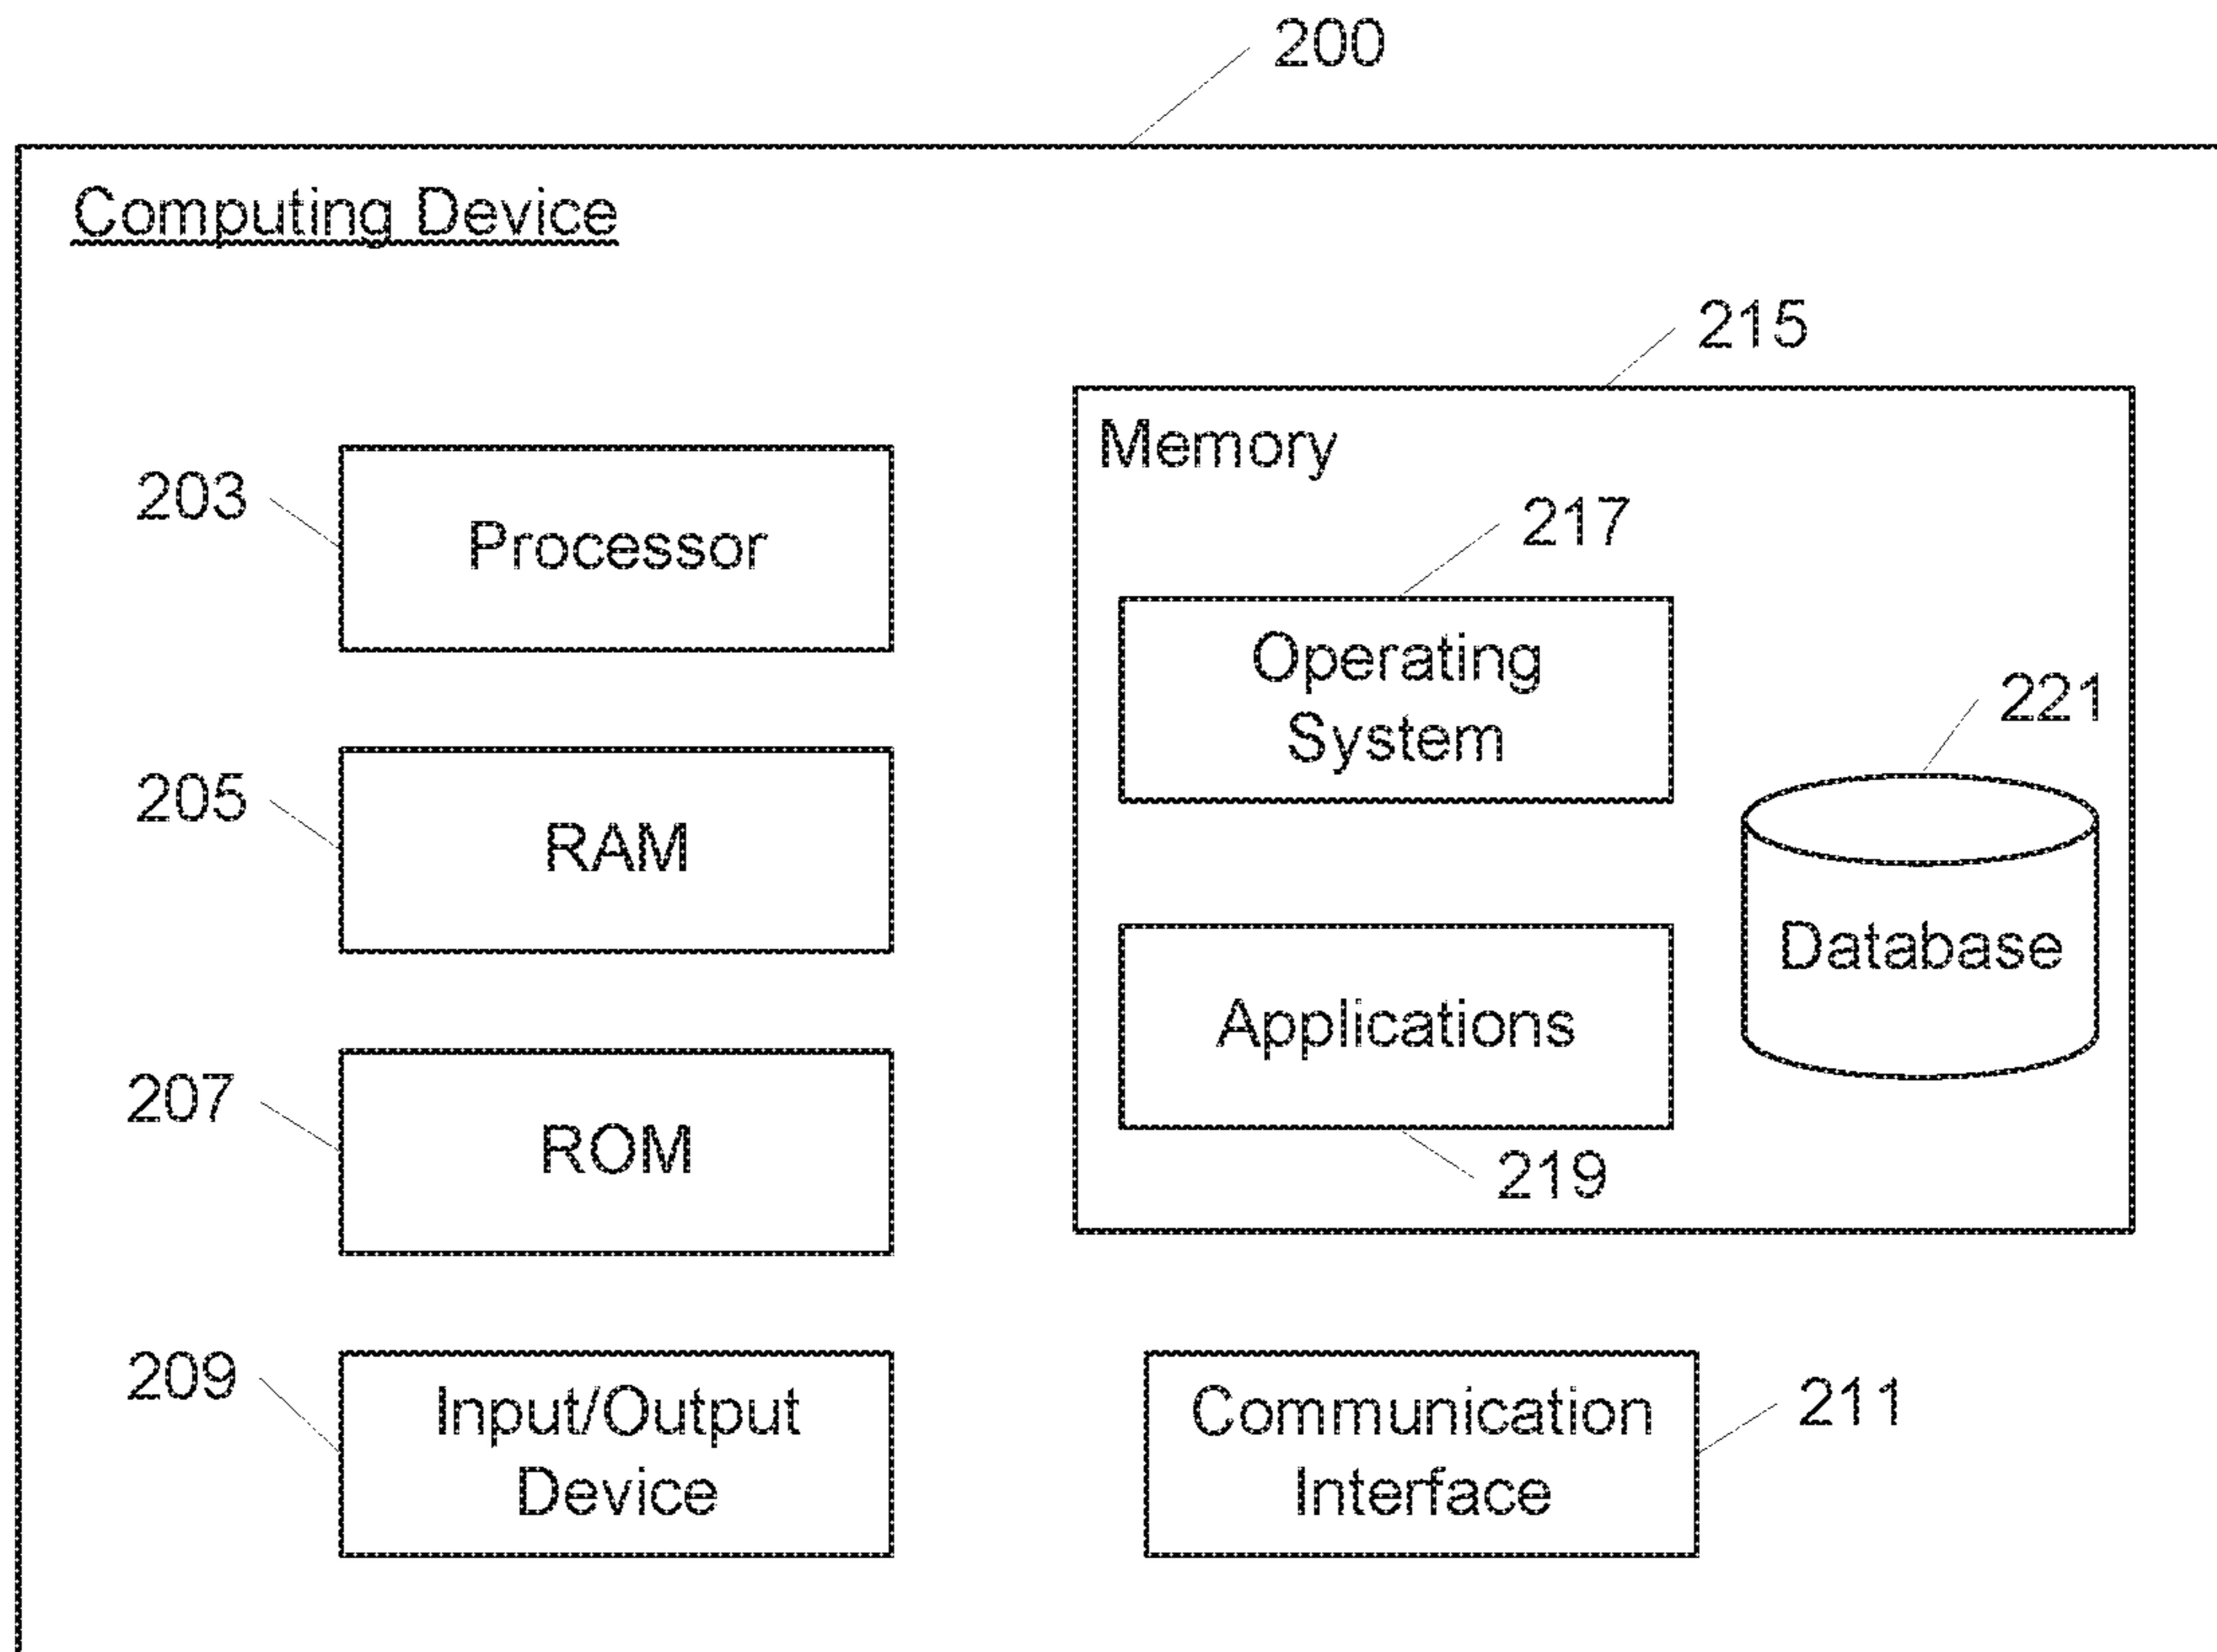 200
Computing Device
215
Memory
203
Processor
217
Operating
System
221
205
RAM
Database
Applications
207
ROM
219
209
Input/Output
Device
Communication
Interface
211